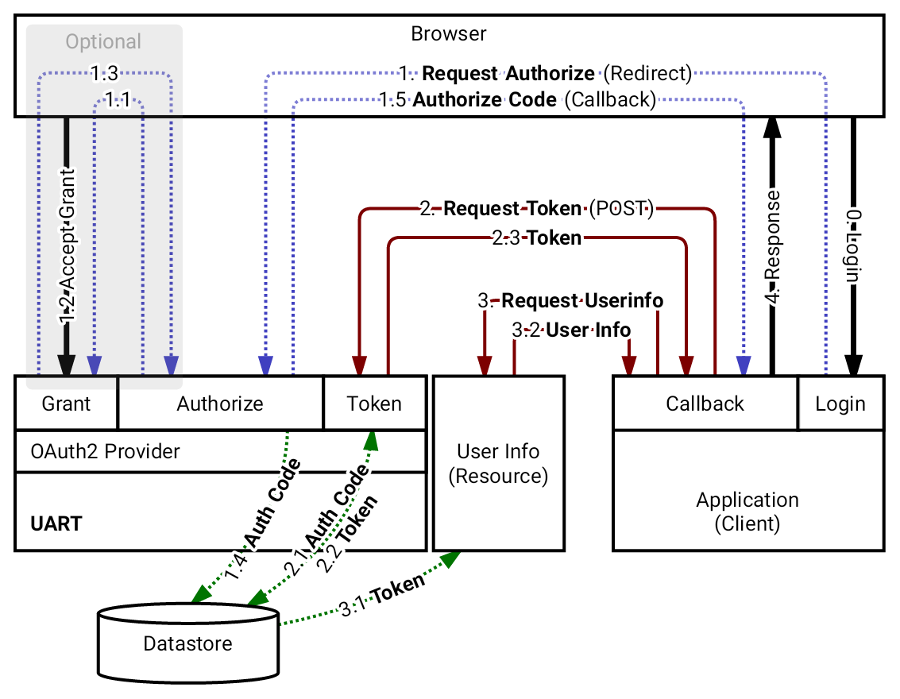 Browser
Optional
1.3
1. Request Authorize (Redirect)
1.1
1.5 Authorize Code (Callback)
1.2 Accept Grant
2. Request Token (POST)
2.3 Token
4. Response
0. Login
3. Request Userinfo
3.2 User Info
Grant
Authorize
Token
Callback
Login
OAuth2 Provider
User Info
(Resource)
UART
Application
(Client)
1.4 Auth Code
2.1 Auth Code
2.2 Token
3.1 Token
Datastore